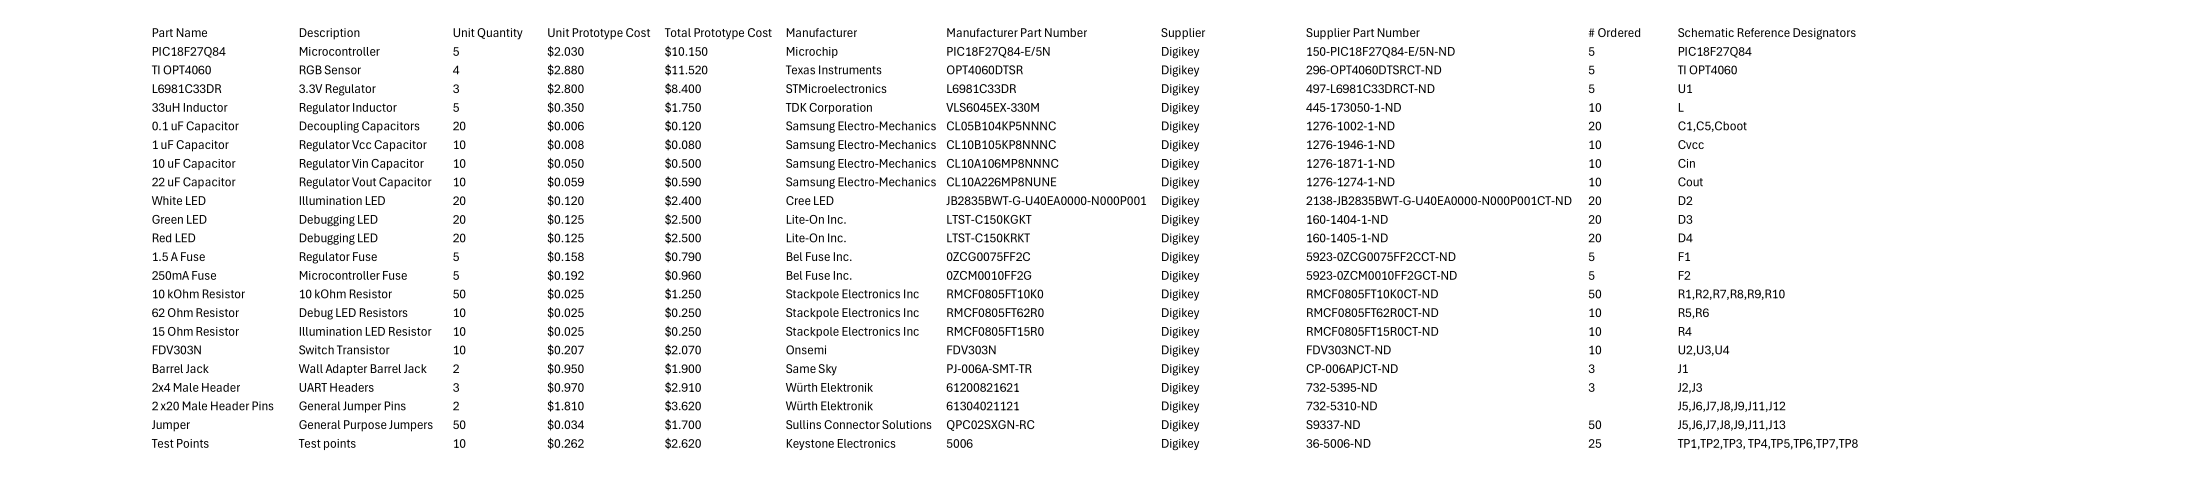 Part Name Description Unit Quantity Unit Prototype Cost Total Prototype Cost Manufacturer Manufacturer Part Number Supplier Supplier Part Number # Ordered Schematic Reference Designators
PIC18F27Q84 Microcontroller 5 $2.030 $10.150 Microchip PIC18F27Q84-E/5N Digikey 150-PIC18F27Q84-E/5N-ND 5 PIC18F27Q84
TI OPT4060 RGB Sensor 4 $2.880 $11.520 Texas Instruments OPT4060DTSR Digikey 296-OPT4060DTSRCT-ND 5 TI OPT4060
L6981C33DR 3.3V Regulator 3 $2.800 $8.400 STMicroelectronics L6981C33DR Digikey 497-L6981C33DRCT-ND 5 U1
33uH Inductor Regulator Inductor 5 $0.350 $1.750 TDK Corporation VLS6045EX-330M Digikey 445-173050-1-ND 10 L
0.1 uF Capacitor Decoupling Capacitors 20 $0.006 $0.120 Samsung Electro-Mechanics CL05B104KP5NNNC Digikey 1276-1002-1-ND 20 C1,C5,Cboot
1 uF Capacitor Regulator Vcc Capacitor 10 $0.008 $0.080 Samsung Electro-Mechanics CL10B105KP8NNNC Digikey 1276-1946-1-ND 10 Cvcc
10 uF Capacitor Regulator Vin Capacitor 10 $0.050 $0.500 Samsung Electro-Mechanics CL10A106MP8NNNC Digikey 1276-1871-1-ND 10 Cin
22 uF Capacitor Regulator Vout Capacitor 10 $0.059 $0.590 Samsung Electro-Mechanics CL10A226MP8NUNE Digikey 1276-1274-1-ND 10 Cout
White LED Illumination LED 20 $0.120 $2.400 Cree LED JB2835BWT-G-U40EA0000-N000P001 Digikey 2138-JB2835BWT-G-U40EA0000-N000P001CT-ND 20 D2
Green LED Debugging LED 20 $0.125 $2.500 Lite-On Inc. LTST-C150KGKT Digikey 160-1404-1-ND 20 D3
Red LED Debugging LED 20 $0.125 $2.500 Lite-On Inc. LTST-C150KRKT Digikey 160-1405-1-ND 20 D4
1.5 A Fuse Regulator Fuse 5 $0.158 $0.790 Bel Fuse Inc. 0ZCG0075FF2C Digikey 5923-0ZCG0075FF2CCT-ND 5 F1
250mA Fuse Microcontroller Fuse 5 $0.192 $0.960 Bel Fuse Inc. 0ZCM0010FF2G Digikey 5923-0ZCM0010FF2GCT-ND 5 F2
10 kOhm Resistor 10 kOhm Resistor 50 $0.025 $1.250 Stackpole Electronics Inc RMCF0805FT10K0 Digikey RMCF0805FT10K0CT-ND 50 R1,R2,R7,R8,R9,R10
62 Ohm Resistor Debug LED Resistors 10 $0.025 $0.250 Stackpole Electronics Inc RMCF0805FT62R0 Digikey RMCF0805FT62R0CT-ND 10 R5,R6
15 Ohm Resistor Illumination LED Resistor 10 $0.025 $0.250 Stackpole Electronics Inc RMCF0805FT15R0 Digikey RMCF0805FT15R0CT-ND 10 R4
FDV303N Switch Transistor 10 $0.207 $2.070 Onsemi FDV303N Digikey FDV303NCT-ND 10 U2,U3,U4
Barrel Jack Wall Adapter Barrel Jack 2 $0.950 $1.900 Same Sky PJ-006A-SMT-TR Digikey CP-006APJCT-ND 3 J1
2x4 Male Header UART Headers 3 $0.970 $2.910 Würth Elektronik 61200821621 Digikey 732-5395-ND 3 J2,J3
2 x20 Male Header Pins General Jumper Pins 2 $1.810 $3.620 Würth Elektronik 61304021121 Digikey 732-5310-ND J5,J6,J7,J8,J9,J11,J12
Jumper General Purpose Jumpers 50 $0.034 $1.700 Sullins Connector Solutions QPC02SXGN-RC Digikey S9337-ND 50 J5,J6,J7,J8,J9,J11,J13
Test Points Test points 10 $0.262 $2.620 Keystone Electronics 5006 Digikey 36-5006-ND 25 TP1,TP2,TP3, TP4,TP5,TP6,TP7,TP8